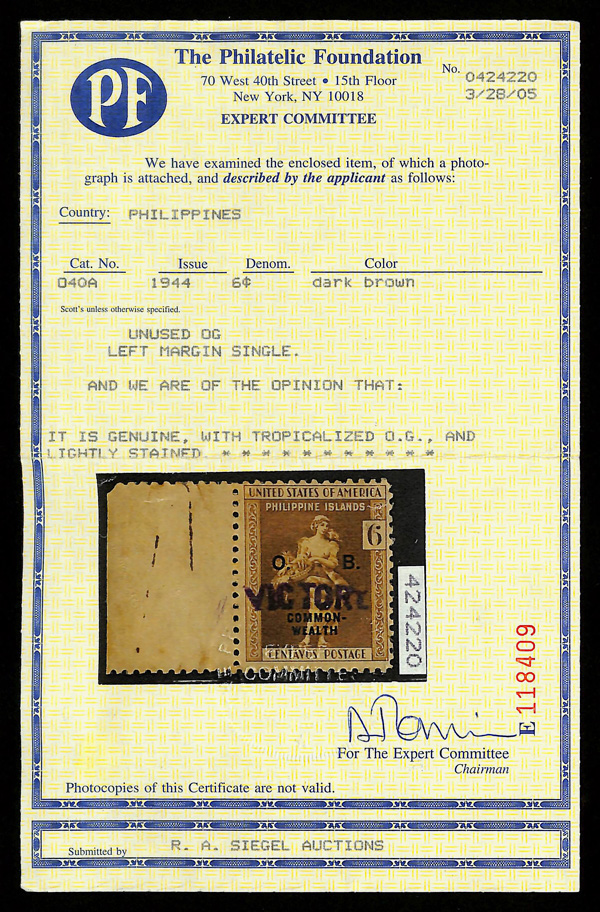 PF
The Philatelic Foundation
70 West 40th Street • 15th Floor
New York, NY 10018
EXPERT COMMITTEE
No. 0424220
3/28/05
We have examined the enclosed item, of which a photo-
graph is attached, and described by the applicant as follows:
Country: PHILIPPINES
Cat. No. Issue Denom. Color
O40A 1944 6¢ dark brown
Scott's unless otherwise specified.
UNUSED OG
LEFT MARGIN SINGLE.
AND WE ARE OF THE OPINION THAT:
IT IS GENUINE, WITH TROPICALIZED O.G., AND
LIGHTLY STAINED * * * * * * * * * * * *
UNITED STATES OF AMERICA
PHILIPPINE ISLANDS
6
O. B.
VICTORY
COMMON-
WEALTH
CENTAVOS POSTAGE
COMMITTEE
424220
E 118409
For The Expert Committee
Chairman
Photocopies of this Certificate are not valid.
Submitted by R. A. SIEGEL AUCTIONS